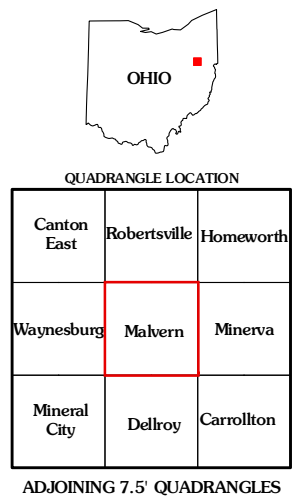 OHIO
QUADRANGLE LOCATION
Canton
East
Robertsville
Homeworth
Waynesburg
Malvern
Minerva
Mineral
City
Dellroy
Carrollton
ADJOINING 7.5' QUADRANGLES